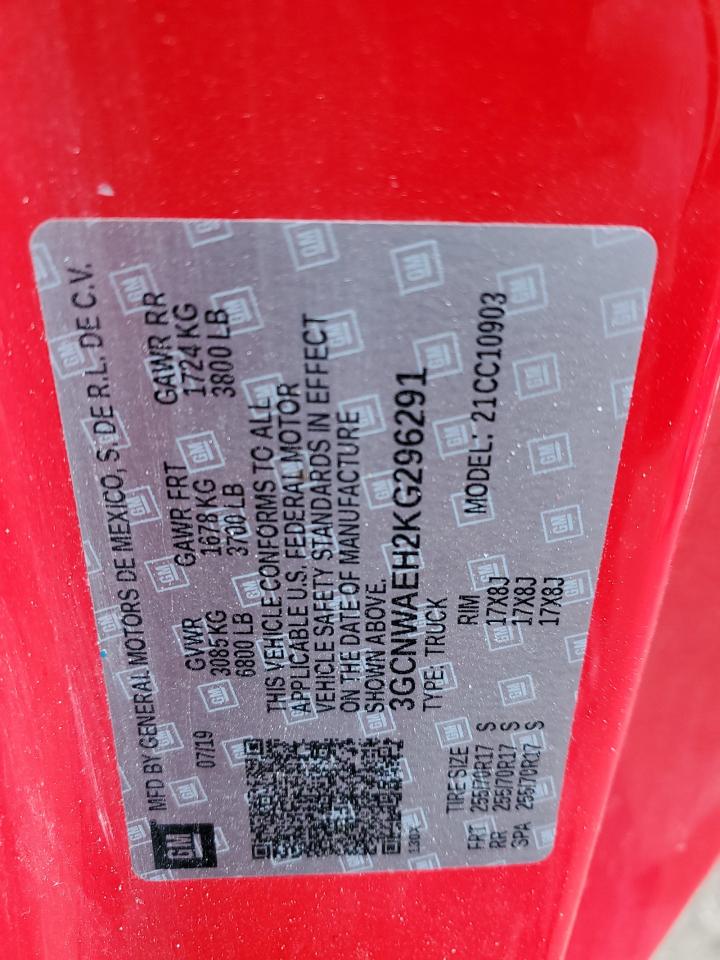 GM
MFD BY GENERAL MOTORS DE MEXICO, S. DE R.L. DE C.V.
07/19 GVWR GAWR FRT GAWR RR
3085 KG 1678 KG 1724 KG
6800 LB 3700 LB 3800 LB
THIS VEHICLE CONFORMS TO ALL
APPLICABLE U.S. FEDERAL MOTOR
VEHICLE SAFETY STANDARDS IN EFFECT
ON THE DATE OF MANUFACTURE
SHOWN ABOVE.
3GCNWAEH2KG296291
TYPE: TRUCK MODEL: 21CC10903
TIRE SIZE RIM
FRT 255/70R17 S 17X8J
RR 255/70R17 S 17X8J
SPA 255/70R17 S 17X8J